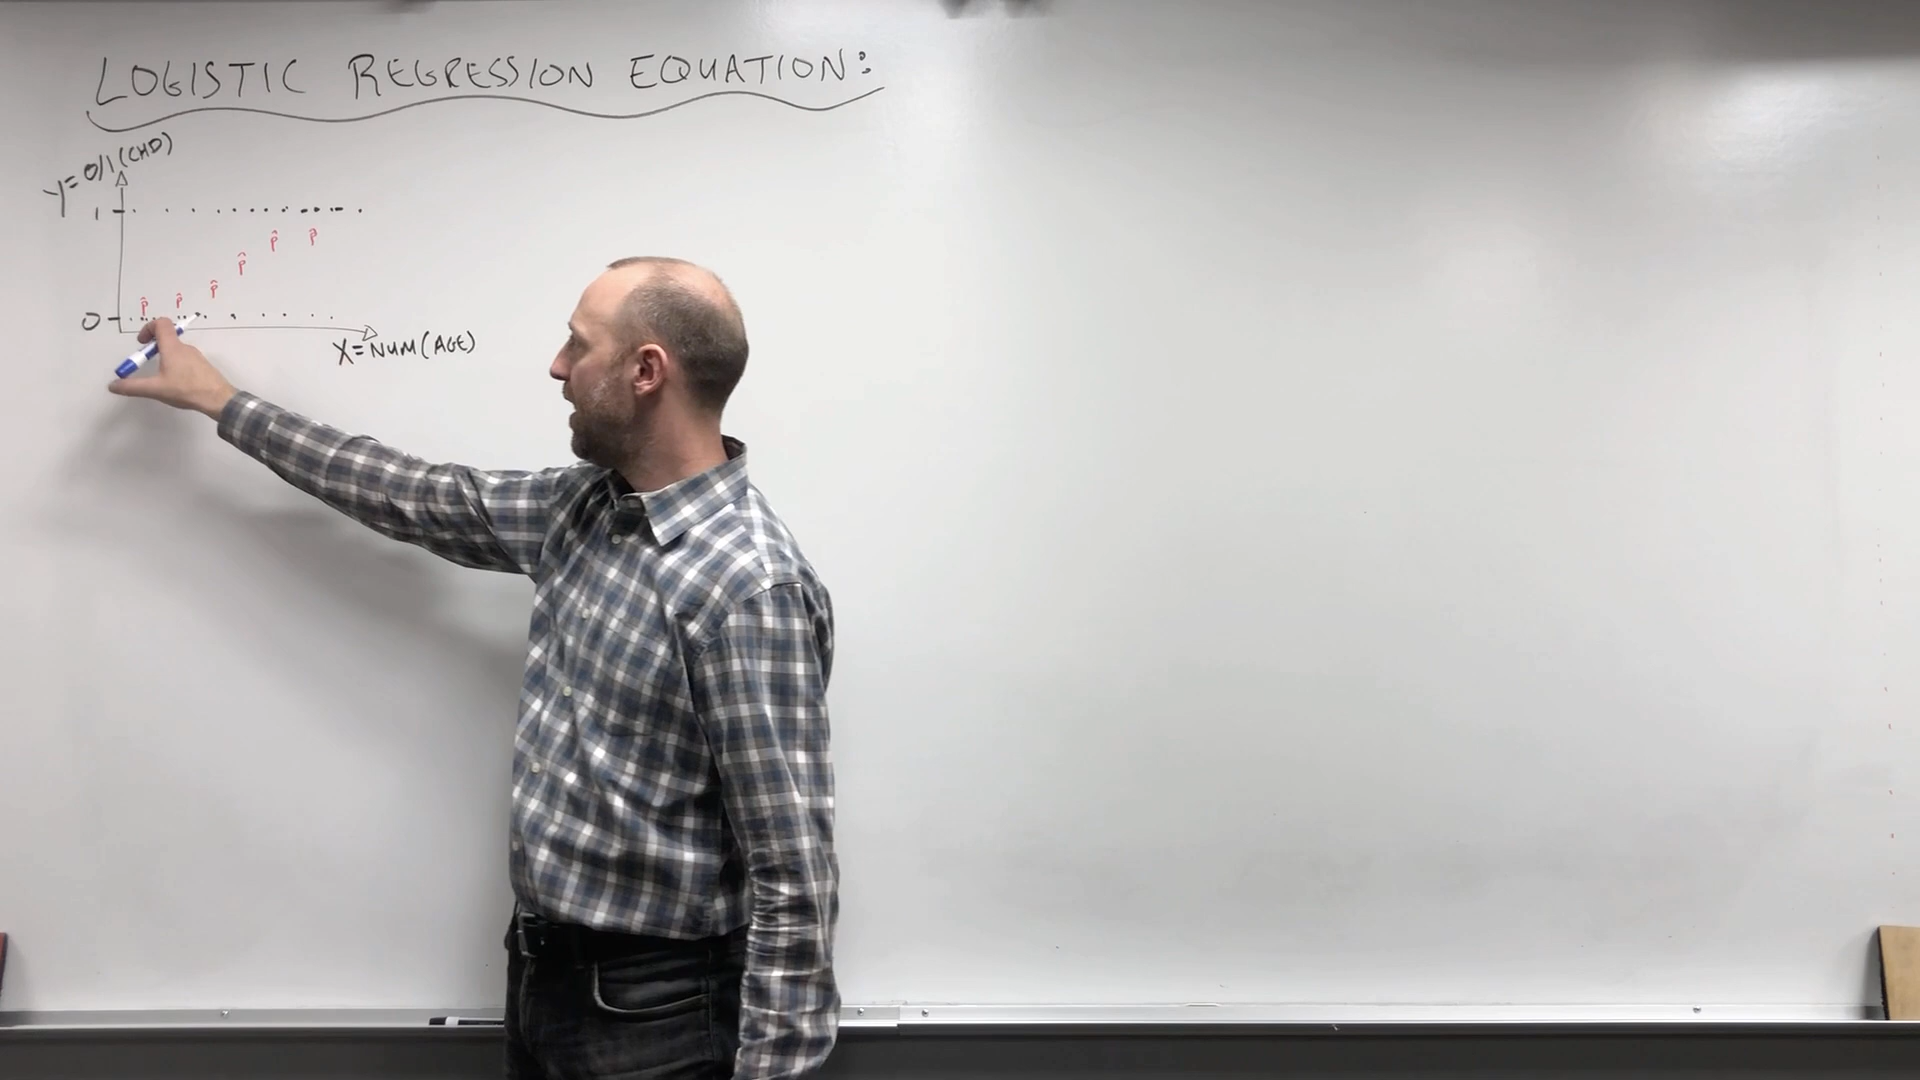 LOGISTIC REGRESSION EQUATION:
Y=0/1 (CHD)
1
p̂ p̂ p̂ p̂ p̂ p̂
0
X=NUM(AGE)